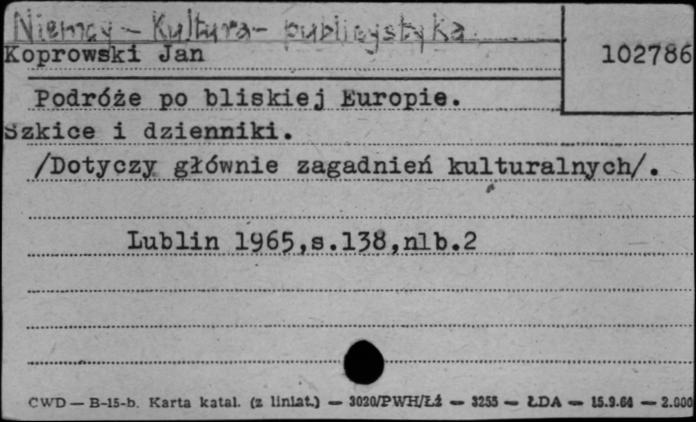 Niemcy - Kultura - publicystyka
Koprowski Jan
102786
Podróże po bliskiej Europie.
Szkice i dzienniki.
/Dotyczy głównie zagadnień kulturalnych/.
Lublin 1965,s.138,nlb.2
CWD — B-15-b. Karta katal. (z liniat.) — 3020/PWH/Łź — 3255 — ŁDA — 15.9.64 — 2.000